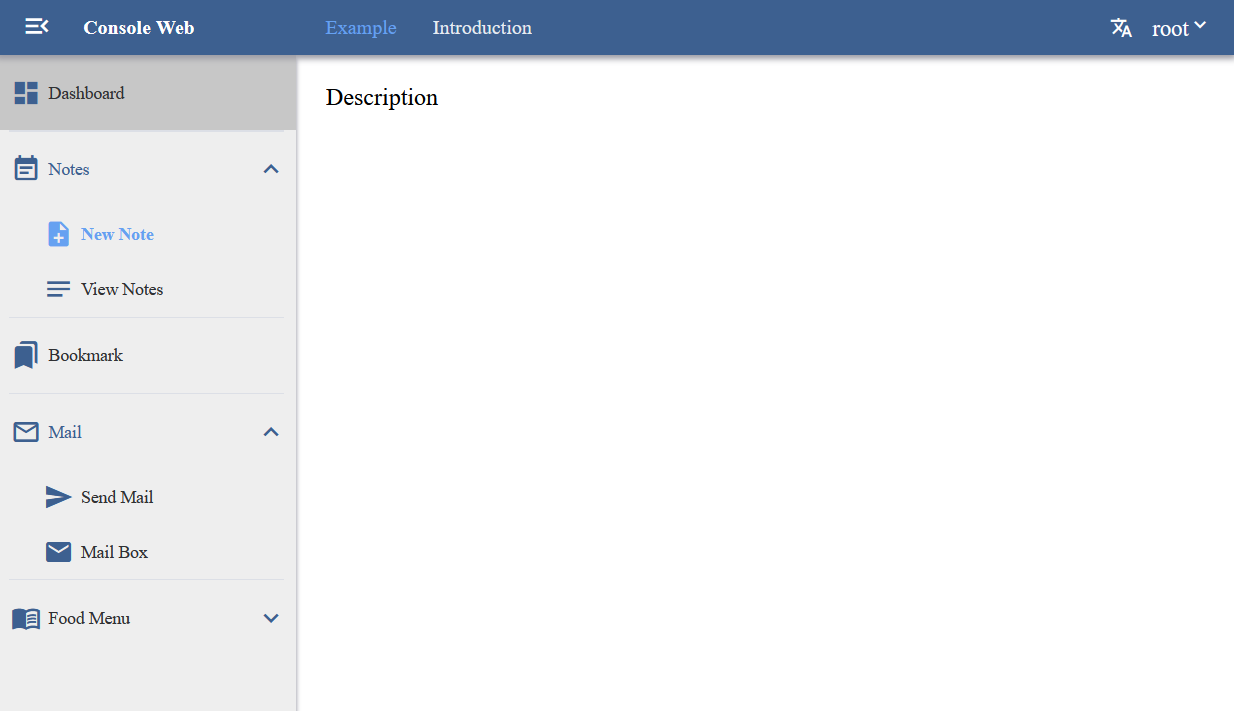 Console Web
Example
Introduction
root
Dashboard
Description
Notes
New Note
View Notes
Bookmark
Mail
Send Mail
Mail Box
Food Menu